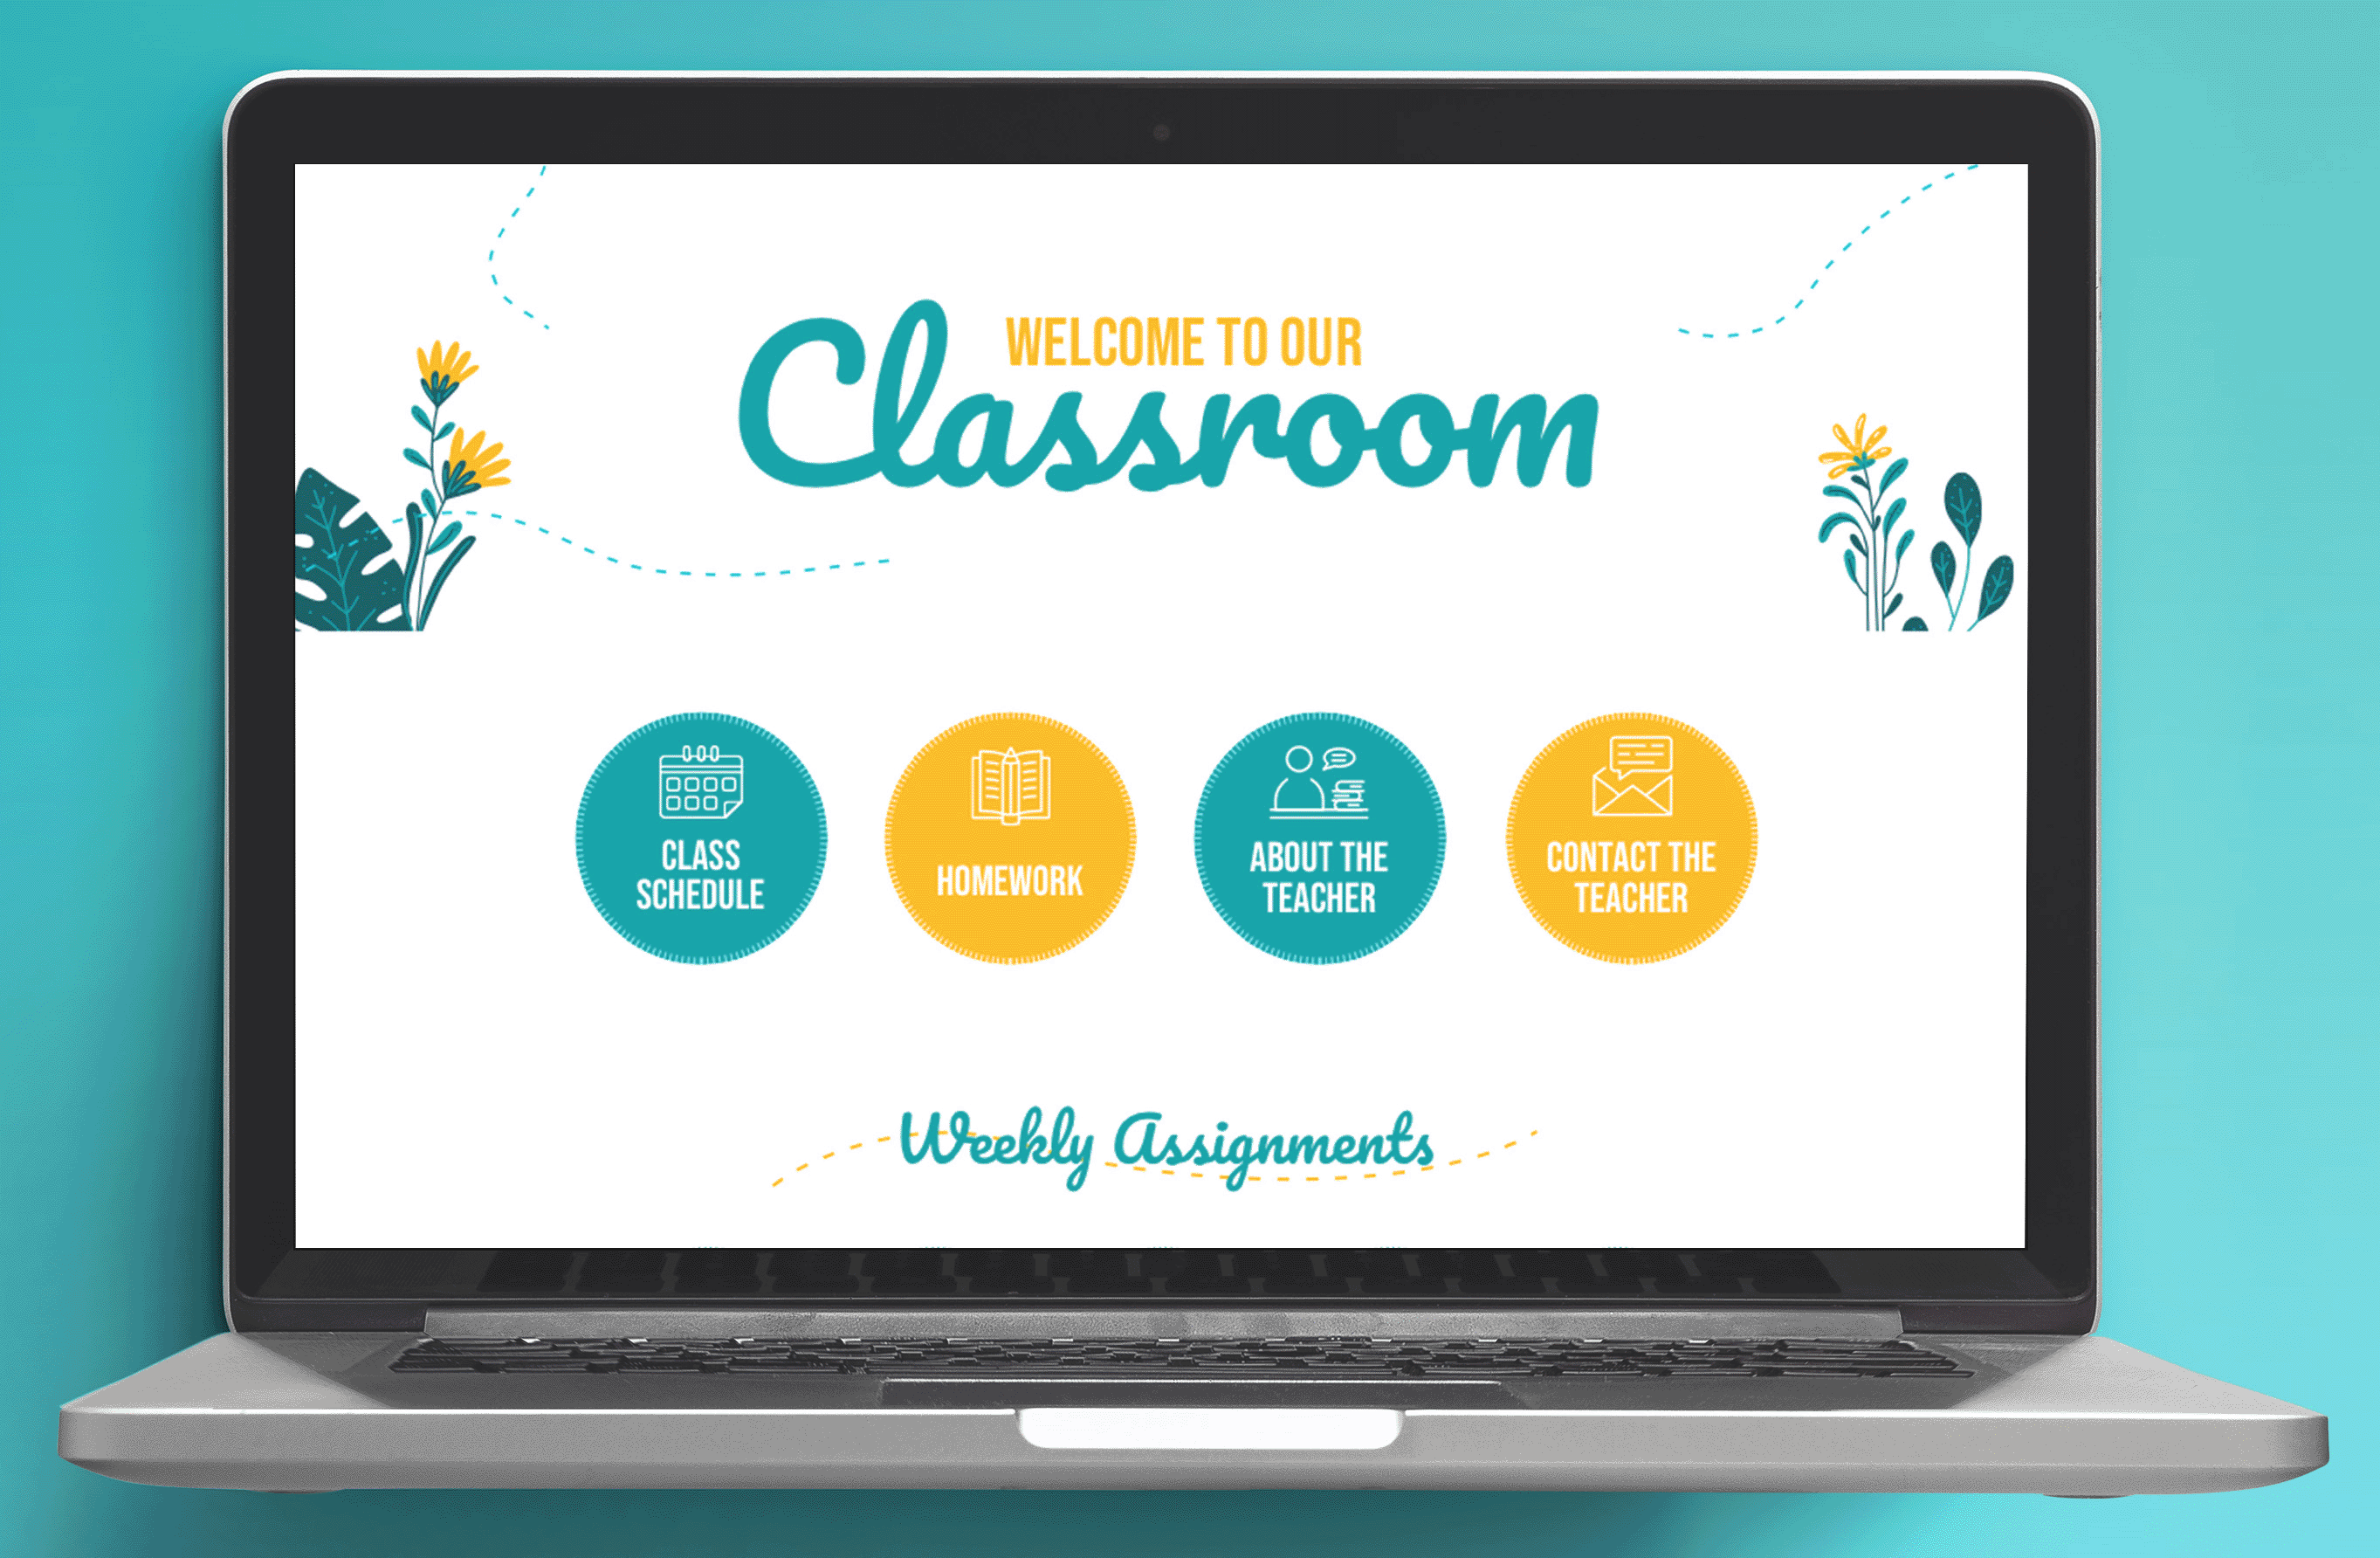 WELCOME TO OUR
Classroom
CLASS
SCHEDULE
HOMEWORK
ABOUT THE
TEACHER
CONTACT THE
TEACHER
Weekly Assignments